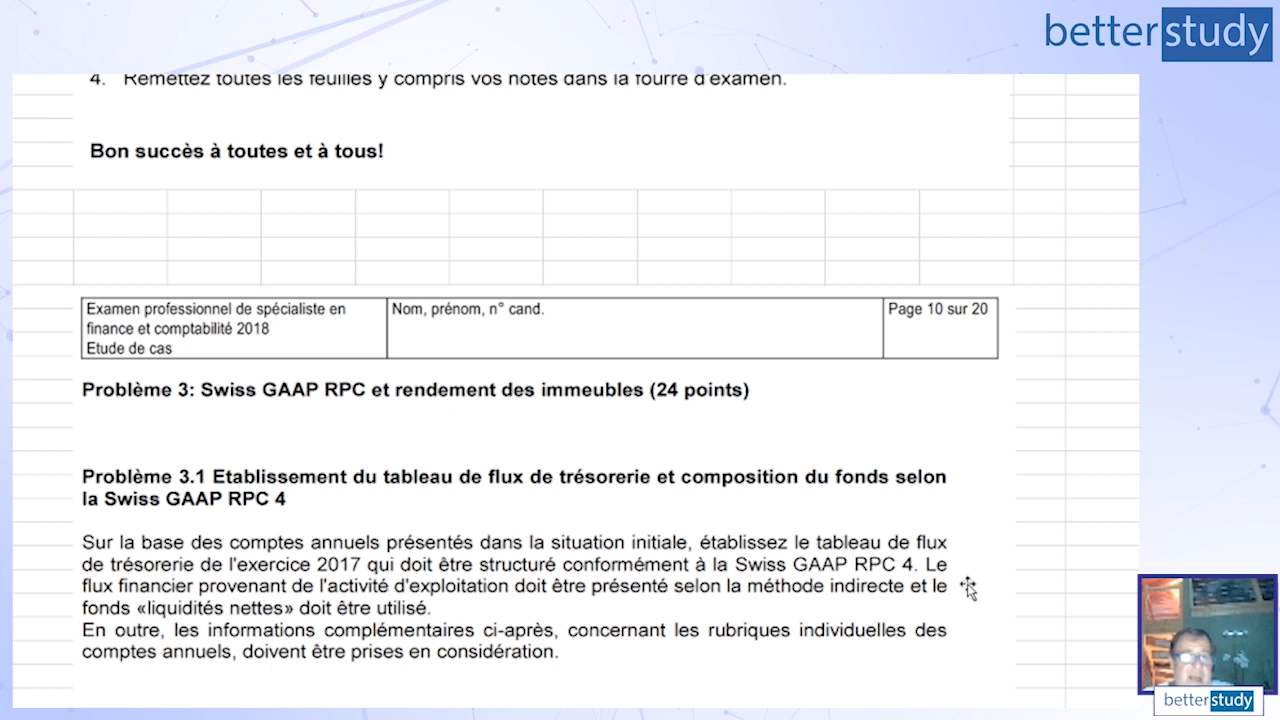 betterstudy
4. Remettez toutes les feuilles y compris vos notes dans la fourre d'examen.
Bon succès à toutes et à tous!
Examen professionnel de spécialiste en
finance et comptabilité 2018
Etude de cas
Nom, prénom, n° cand.
Page 10 sur 20
Problème 3: Swiss GAAP RPC et rendement des immeubles (24 points)
Problème 3.1 Etablissement du tableau de flux de trésorerie et composition du fonds selon
la Swiss GAAP RPC 4
Sur la base des comptes annuels présentés dans la situation initiale, établissez le tableau de flux
de trésorerie de l'exercice 2017 qui doit être structuré conformément à la Swiss GAAP RPC 4. Le
flux financier provenant de l'activité d'exploitation doit être présenté selon la méthode indirecte et le
fonds «liquidités nettes» doit être utilisé.
En outre, les informations complémentaires ci-après, concernant les rubriques individuelles des
comptes annuels, doivent être prises en considération.
betterstudy